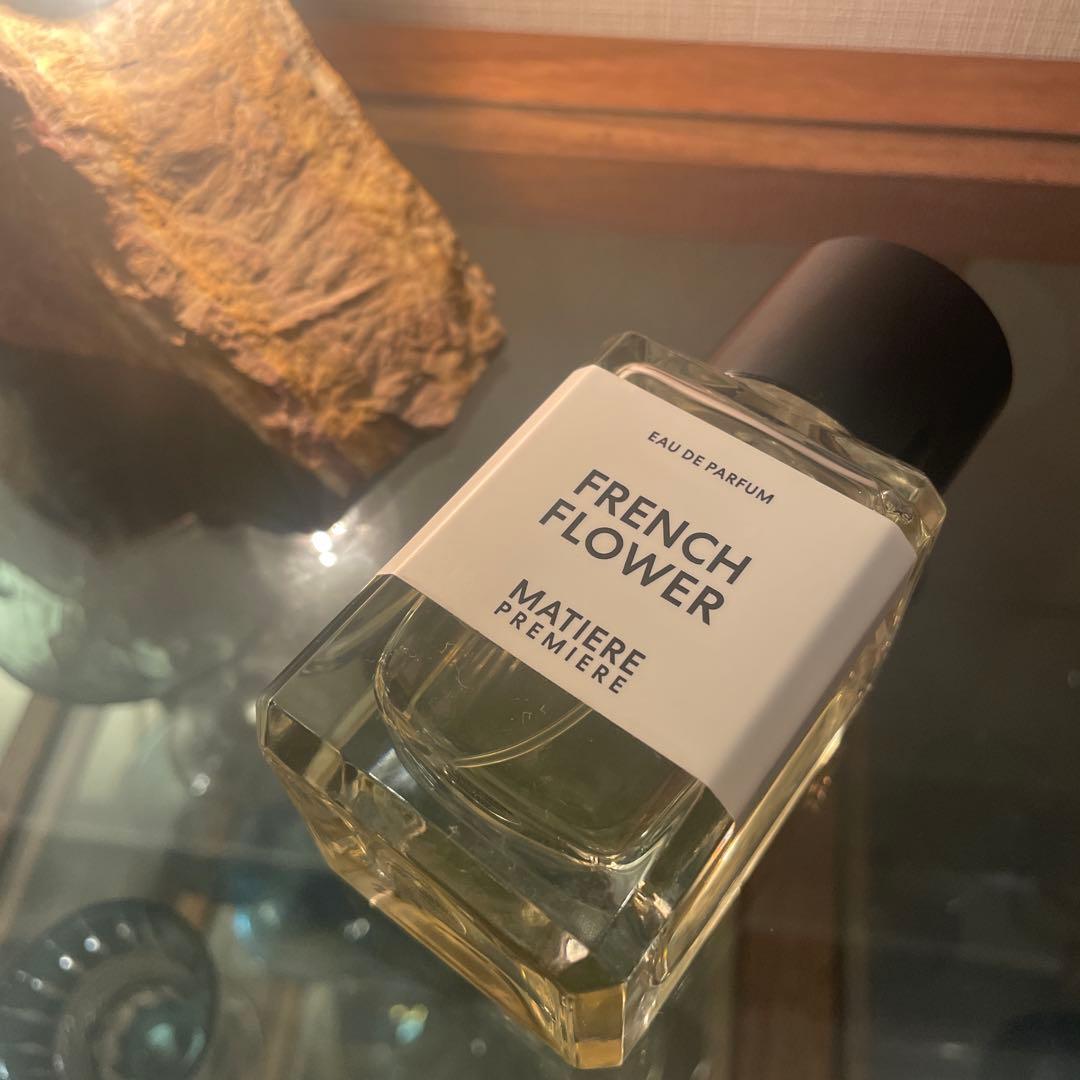 EAU DE PARFUM
FRENCH
FLOWER
MATIERE
PREMIERE